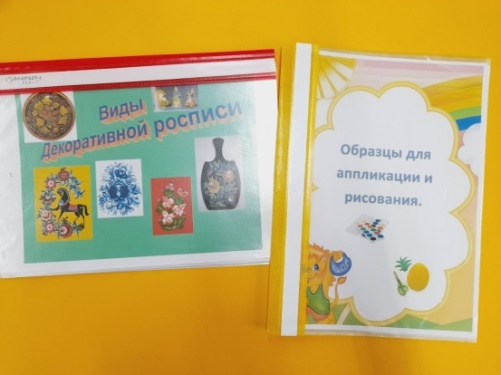 Виды
Декоративной росписи
Образцы для
аппликации и
рисования.